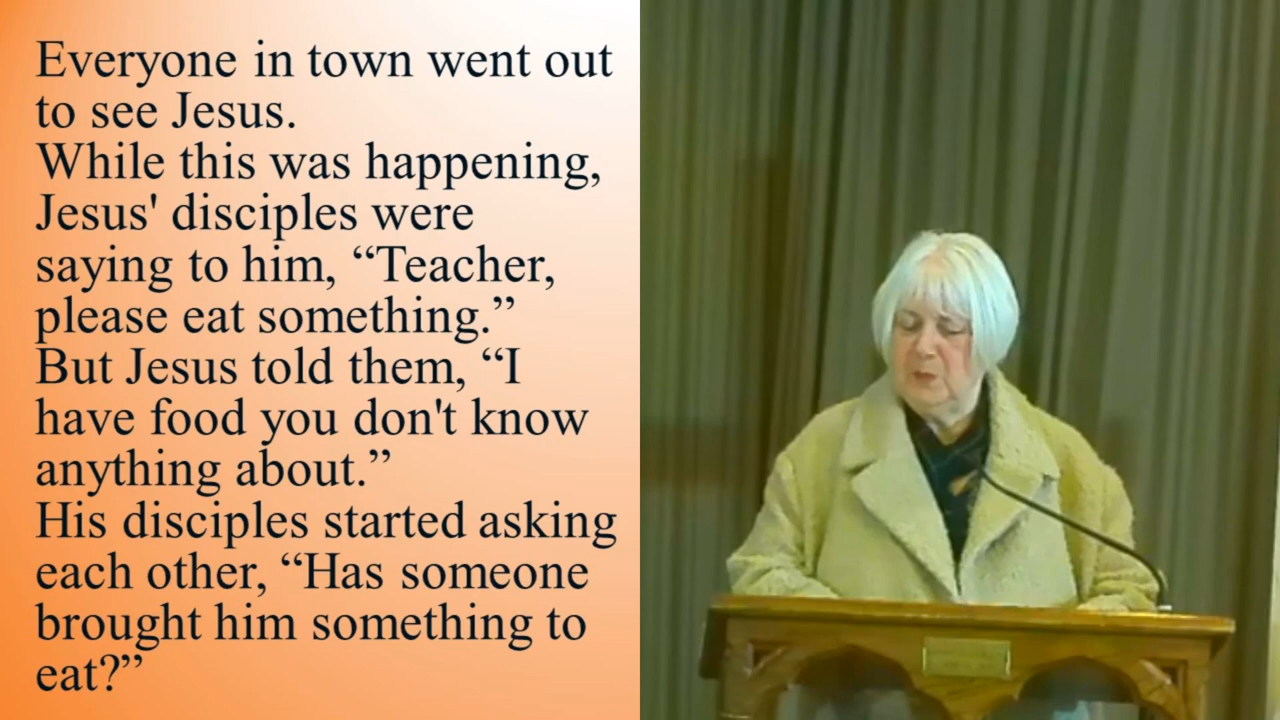 Everyone in town went out
to see Jesus.
While this was happening,
Jesus' disciples were
saying to him, “Teacher,
please eat something.”
But Jesus told them, “I
have food you don't know
anything about.”
His disciples started asking
each other, “Has someone
brought him something to
eat?”